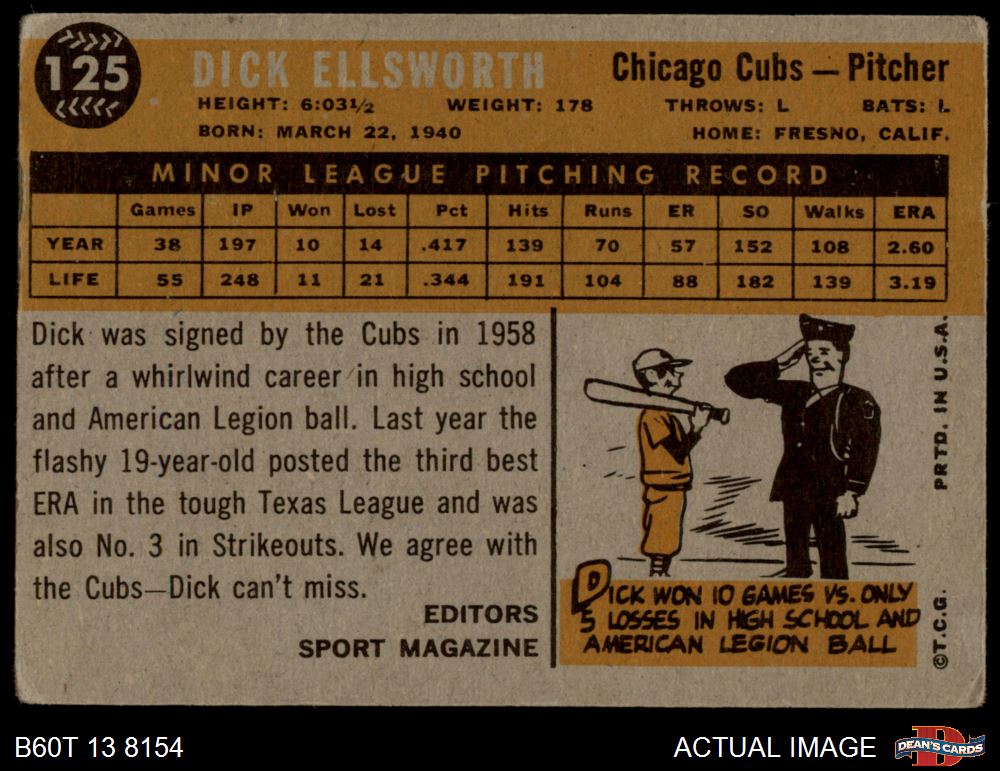 125
DICK ELLSWORTH
Chicago Cubs — Pitcher
HEIGHT: 6:03½ WEIGHT: 178 THROWS: L BATS: L
BORN: MARCH 22, 1940 HOME: FRESNO, CALIF.
MINOR LEAGUE PITCHING RECORD
Games IP Won Lost Pct Hits Runs ER SO Walks ERA
YEAR 38 197 10 14 .417 139 70 57 152 108 2.60
LIFE 55 248 11 21 .344 191 104 88 182 139 3.19
Dick was signed by the Cubs in 1958
after a whirlwind career in high school
and American Legion ball. Last year the
flashy 19-year-old posted the third best
ERA in the tough Texas League and was
also No. 3 in Strikeouts. We agree with
the Cubs—Dick can't miss.
EDITORS
SPORT MAGAZINE
DICK WON 10 GAMES VS. ONLY
5 LOSSES IN HIGH SCHOOL AND
AMERICAN LEGION BALL
©T.C.G. PRTD. IN U.S.A.
B60T 13 8154
ACTUAL IMAGE
D
DEAN'S CARDS